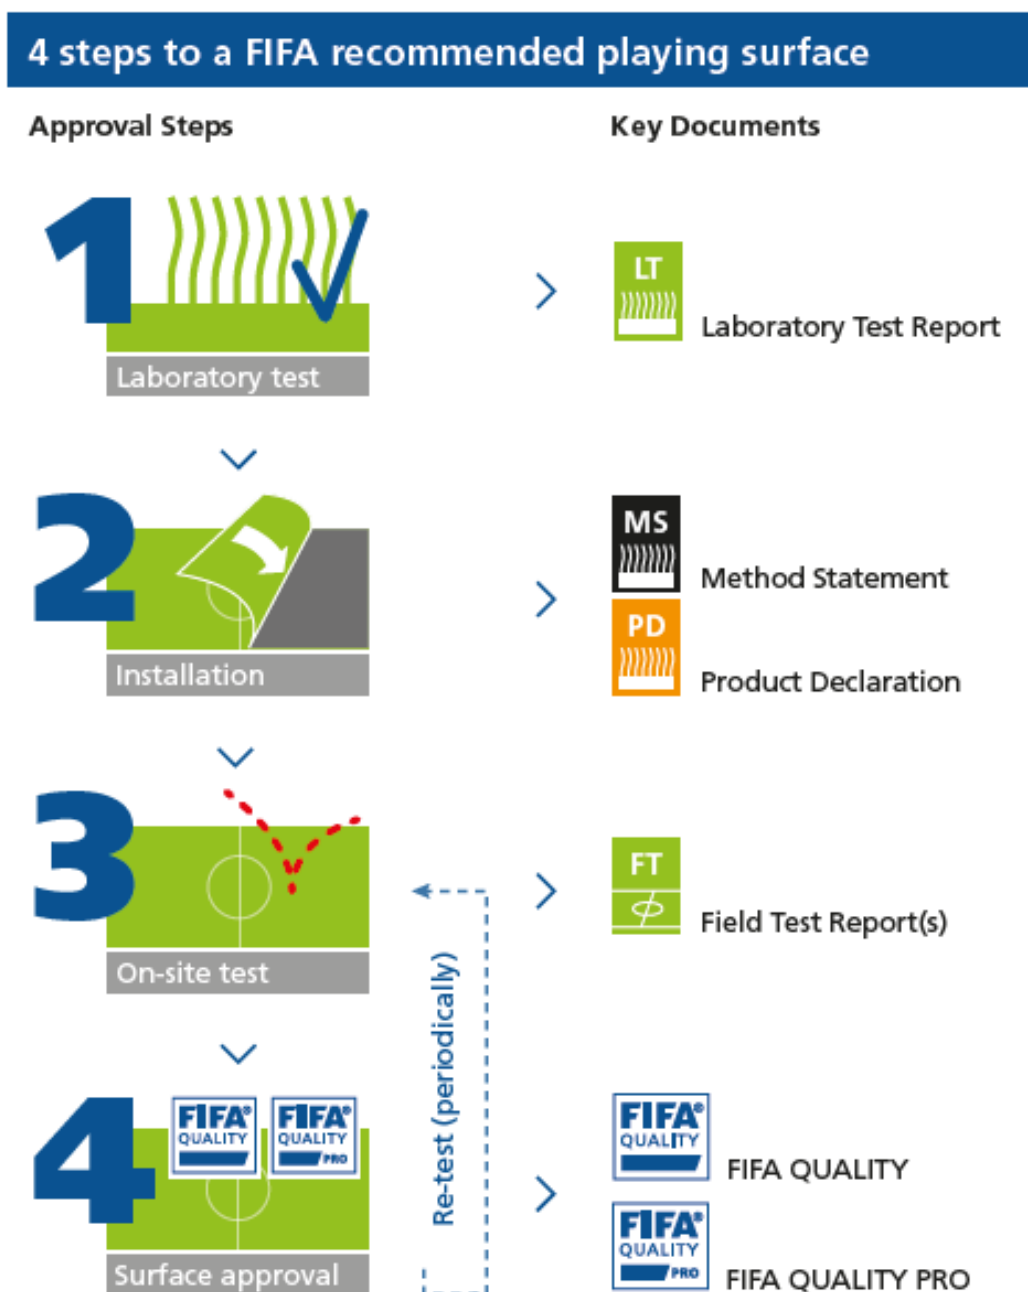 4 steps to a FIFA recommended playing surface
Approval Steps
Key Documents
1
Laboratory test
LT
Laboratory Test Report
2
Installation
MS
Method Statement
PD
Product Declaration
3
On-site test
FT
Field Test Report(s)
Re-test (periodically)
4
FIFA®
QUALITY
FIFA®
QUALITY
PRO
Surface approval
FIFA®
QUALITY
FIFA QUALITY
FIFA®
QUALITY
PRO
FIFA QUALITY PRO